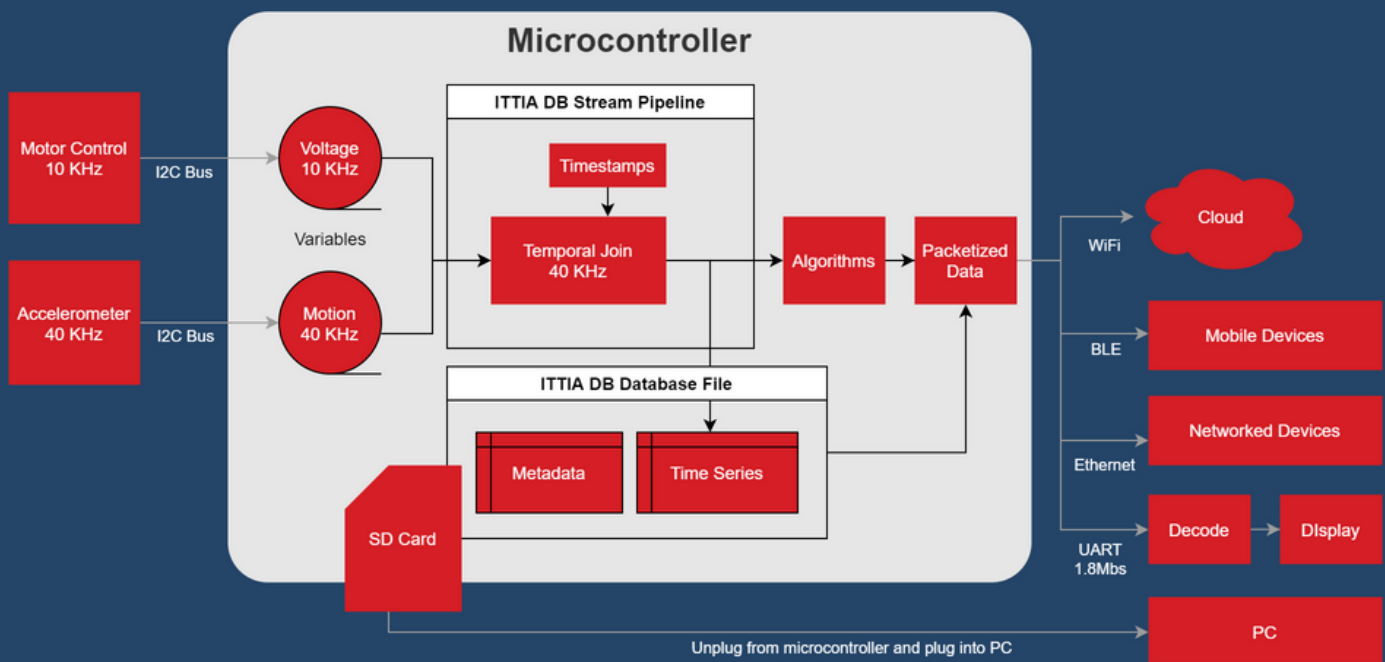 Microcontroller
Motor Control
10 KHz
I2C Bus
Voltage
10 KHz
Variables
Accelerometer
40 KHz
I2C Bus
Motion
40 KHz
ITTIA DB Stream Pipeline
Timestamps
Temporal Join
40 KHz
Algorithms
Packetized
Data
ITTIA DB Database File
Metadata
Time Series
SD Card
WiFi
Cloud
BLE
Mobile Devices
Ethernet
Networked Devices
UART
1.8Mbs
Decode
DIsplay
Unplug from microcontroller and plug into PC
PC